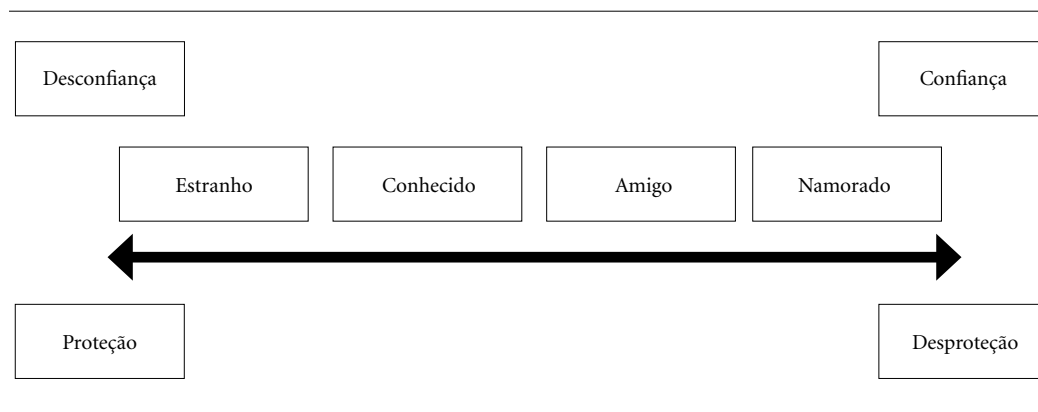 Desconfiança
Confiança
Estranho
Conhecido
Amigo
Namorado
Proteção
Desproteção